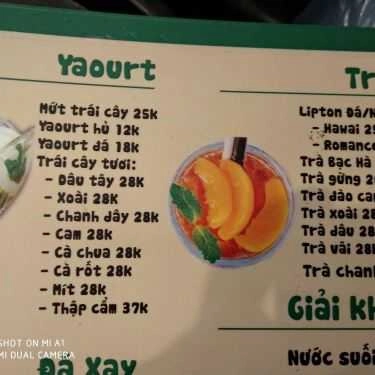 Yaourt
Mứt trái cây 25k
Yaourt hủ 12k
Yaourt đá 18k
Trái cây tươi:
- Dâu tây 28k
- Xoài 28k
- Chanh dây 28k
- Cam 28k
- Cà chua 28k
- Cà rốt 28k
- Mít 28k
- Thập cẩm 37k
Đá Xay
Lipton Đá/
- Hawai
- Romance
Trà Bạc Hà
Trà gừng
Trà đào
Trà xoài
Trà dâu 28
Trà vải 28k
Trà chanh
Giải
Nước suối
SHOT ON MI A1
MI DUAL CAMERA